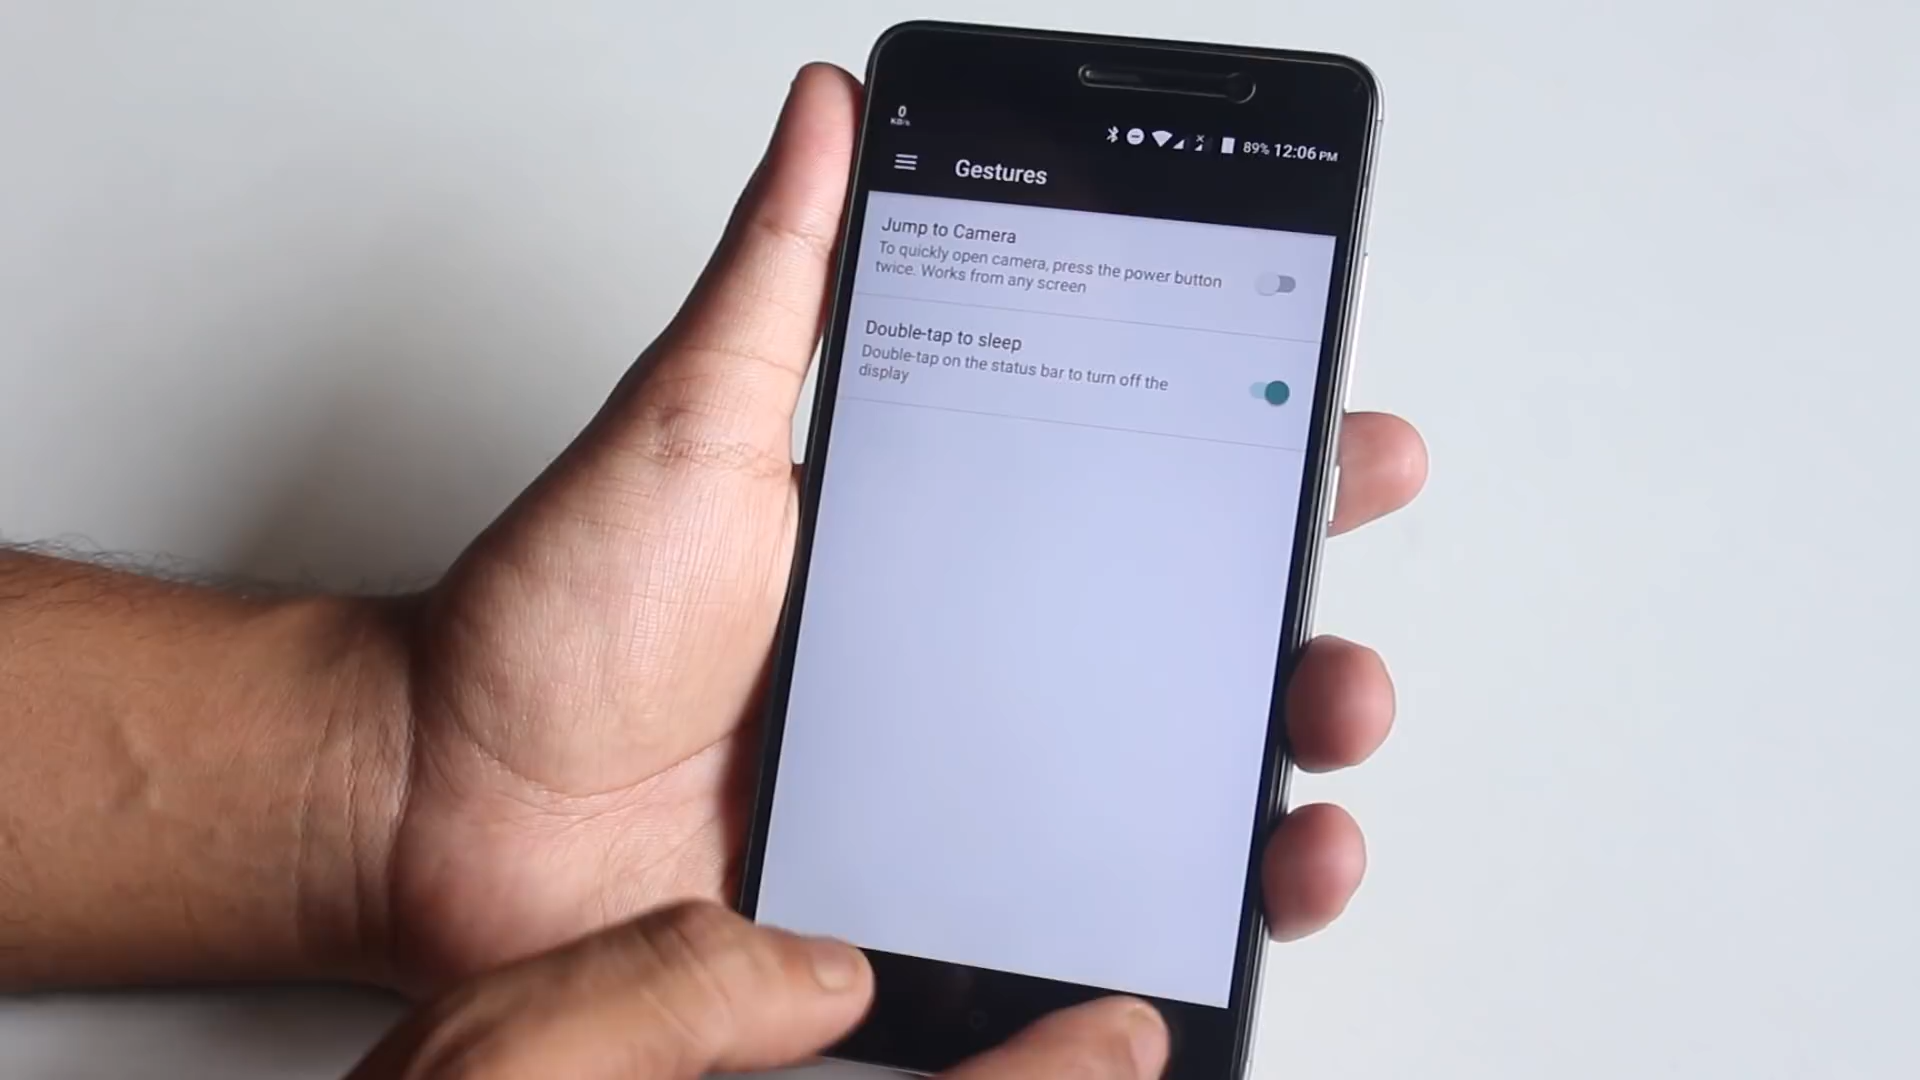 0
KB/s
89% 12:06 PM
Gestures
Jump to Camera
To quickly open camera, press the power button
twice. Works from any screen
Double-tap to sleep
Double-tap on the status bar to turn off the
display